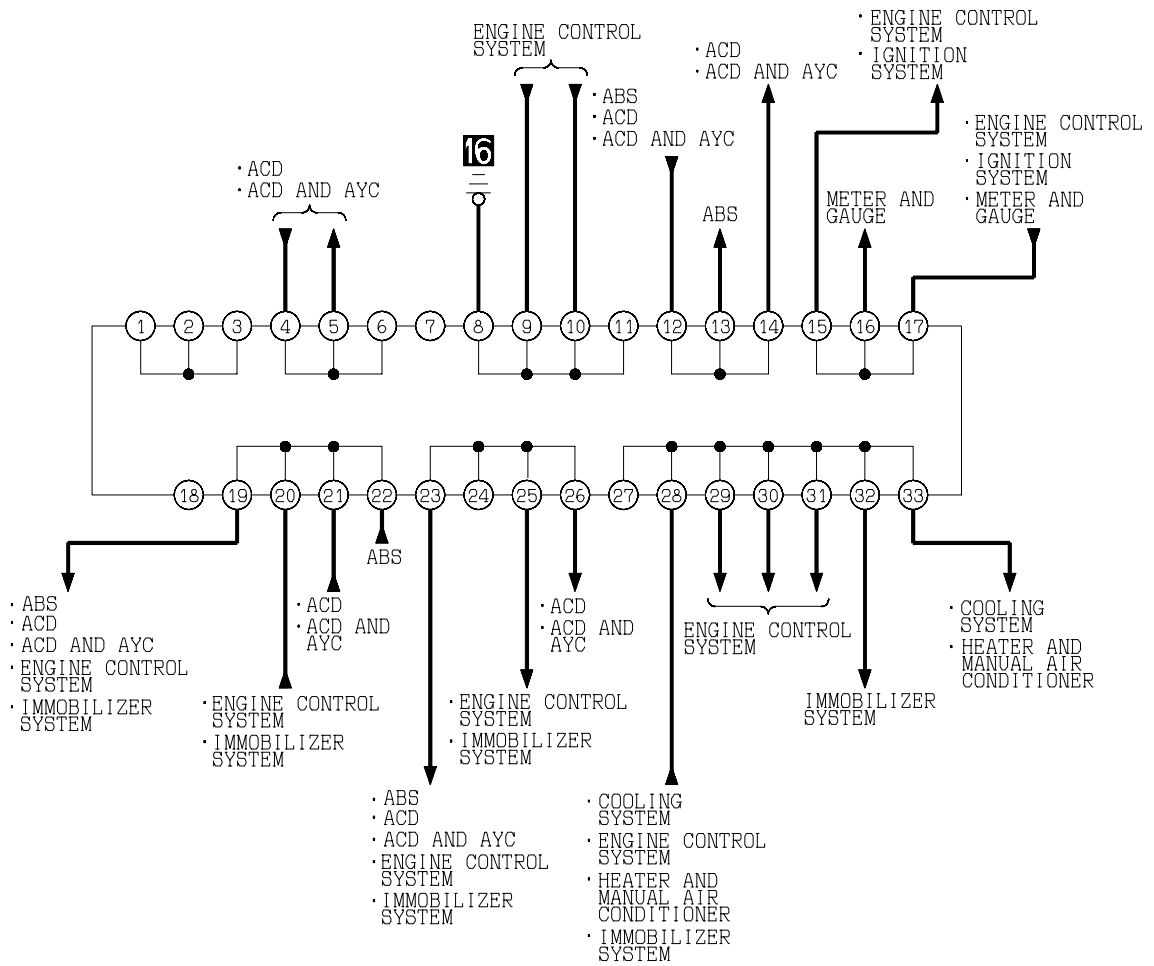 ENGINE CONTROL
SYSTEM
· ACD
· ACD AND AYC
· ENGINE CONTROL
SYSTEM
· IGNITION
SYSTEM
· ABS
· ACD
· ACD AND AYC
· ENGINE CONTROL
SYSTEM
· IGNITION
SYSTEM
· METER AND
GAUGE
16
· ACD
· ACD AND AYC
ABS
METER AND
GAUGE
1 2 3 4 5 6 7 8 9 10 11 12 13 14 15 16 17
18 19 20 21 22 23 24 25 26 27 28 29 30 31 32 33
ABS
· ABS
· ACD
· ACD AND AYC
· ENGINE CONTROL
SYSTEM
· IMMOBILIZER
SYSTEM
· ACD
· ACD AND
AYC
· ENGINE CONTROL
SYSTEM
· IMMOBILIZER
SYSTEM
· ACD
· ACD AND
AYC
· ENGINE CONTROL
SYSTEM
· IMMOBILIZER
SYSTEM
ENGINE CONTROL
SYSTEM
· COOLING
SYSTEM
· HEATER AND
MANUAL AIR
CONDITIONER
IMMOBILIZER
SYSTEM
· ABS
· ACD
· ACD AND AYC
· ENGINE CONTROL
SYSTEM
· IMMOBILIZER
SYSTEM
· COOLING
SYSTEM
· ENGINE CONTROL
SYSTEM
· HEATER AND
MANUAL AIR
CONDITIONER
· IMMOBILIZER
SYSTEM